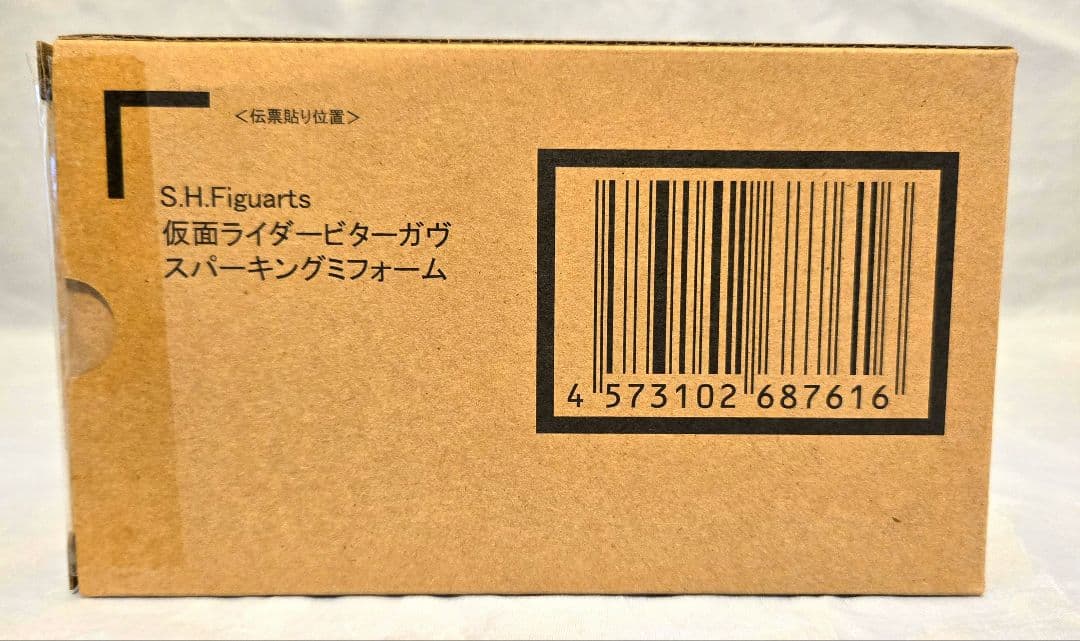 ＜伝票貼り位置＞
S.H.Figuarts
仮面ライダービターガヴ
スパーキングミフォーム
4 573102 687616